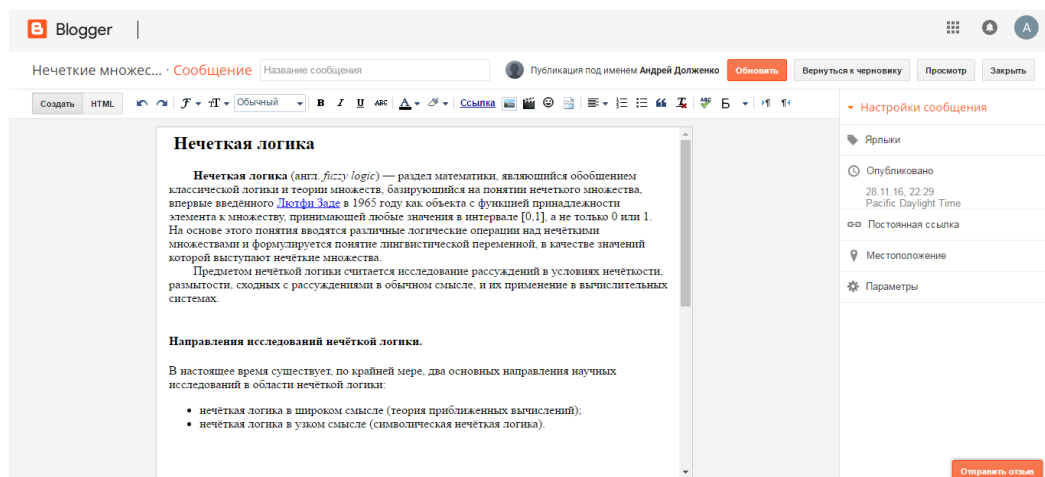 Blogger
A
Нечеткие множес... · Сообщение
Название сообщения
Публикация под именем Андрей Долженко
Обновить
Вернуться к черновику
Просмотр
Закрыть
Создать HTML
Обычный
B I U ABC A Ссылка
Нечеткая логика
Нечеткая логика (англ. fuzzy logic) — раздел математики, являющийся обобщением
классической логики и теории множеств, базирующийся на понятии нечеткого множества,
впервые введённого Лютфи Заде в 1965 году как объекта с функцией принадлежности
элемента к множеству, принимающей любые значения в интервале [0,1], а не только 0 или 1.
На основе этого понятия вводятся различные логические операции над нечёткими
множествами и формулируется понятие лингвистической переменной, в качестве значений
которой выступают нечёткие множества.
Предметом нечёткой логики считается исследование рассуждений в условиях нечёткости,
размытости, сходных с рассуждениями в обычном смысле, и их применение в вычислительных
системах.
Направления исследований нечёткой логики.
В настоящее время существует, по крайней мере, два основных направления научных
исследований в области нечёткой логики:
нечёткая логика в широком смысле (теория приближенных вычислений);
нечёткая логика в узком смысле (символическая нечёткая логика).
Настройки сообщения
Ярлыки
Опубликовано
28.11.16, 22:29
Pacific Daylight Time
Постоянная ссылка
Местоположение
Параметры
Отправить отзыв